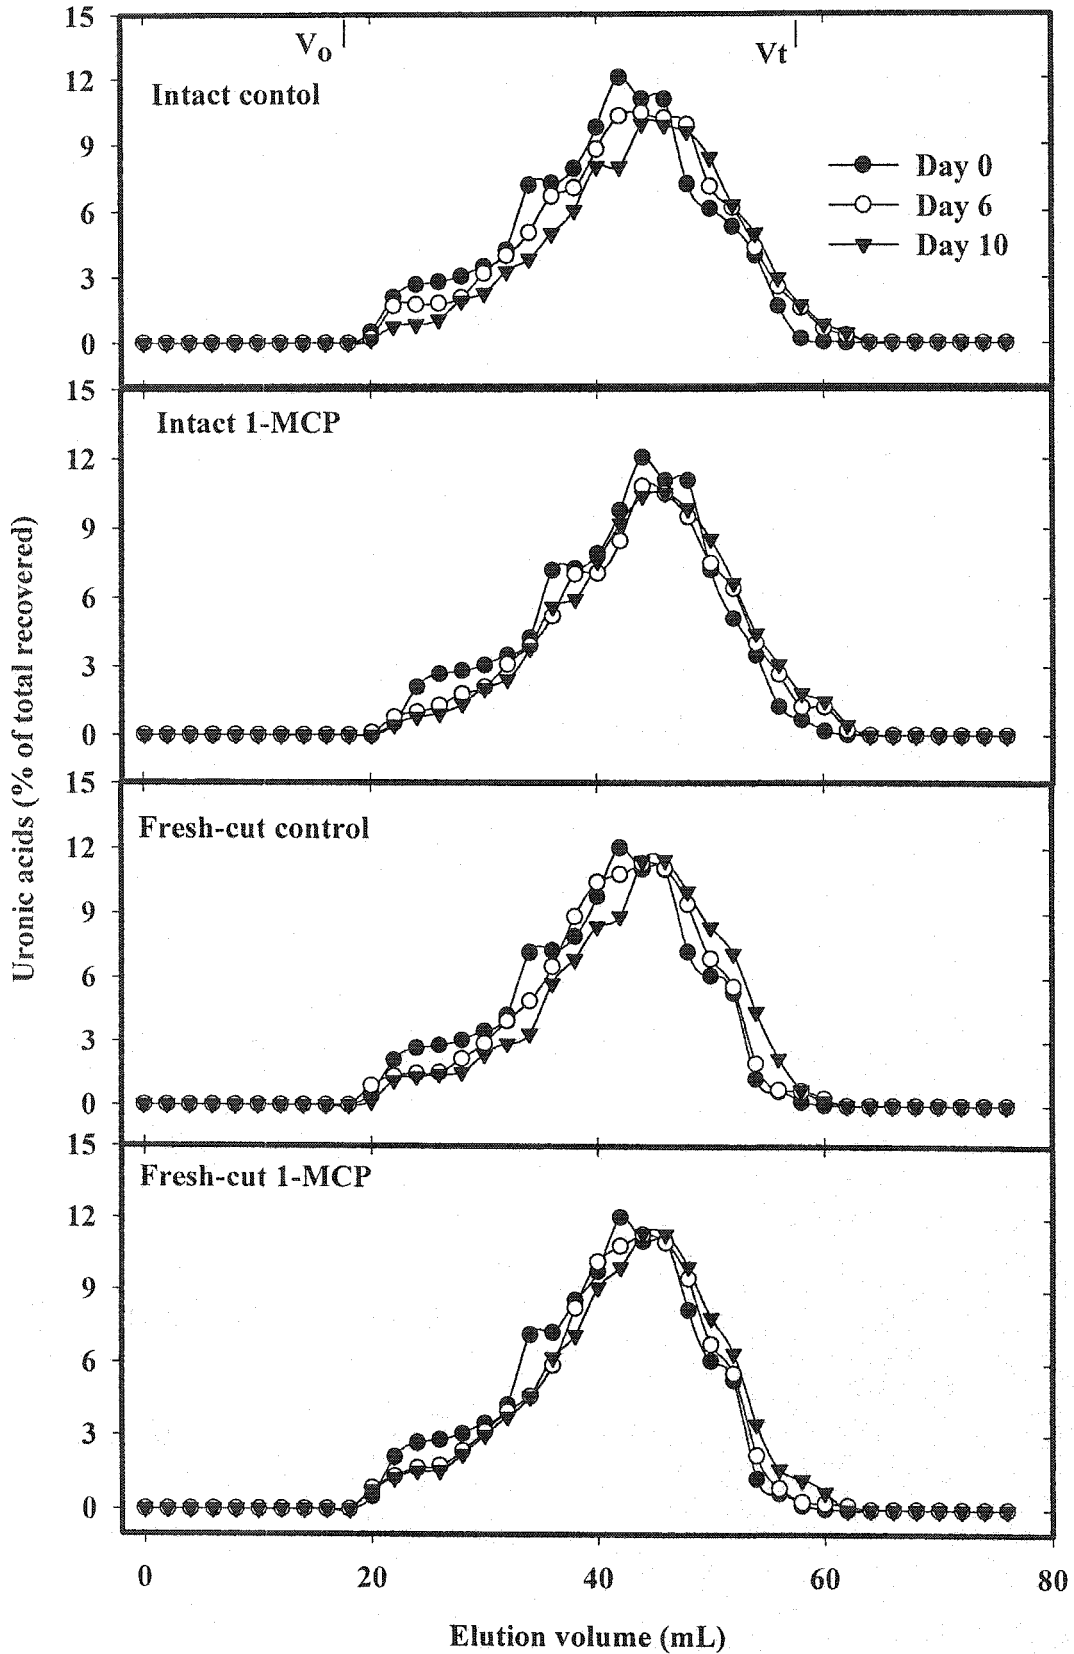 15
12
9
6
3
0
Vo
Vt
Intact contol
Day 0
Day 6
Day 10
15
12
9
6
3
0
Intact 1-MCP
15
12
9
6
3
0
Fresh-cut control
15
12
9
6
3
0
Fresh-cut 1-MCP
Uronic acids (% of total recovered)
0 20 40 60 80
Elution volume (mL)